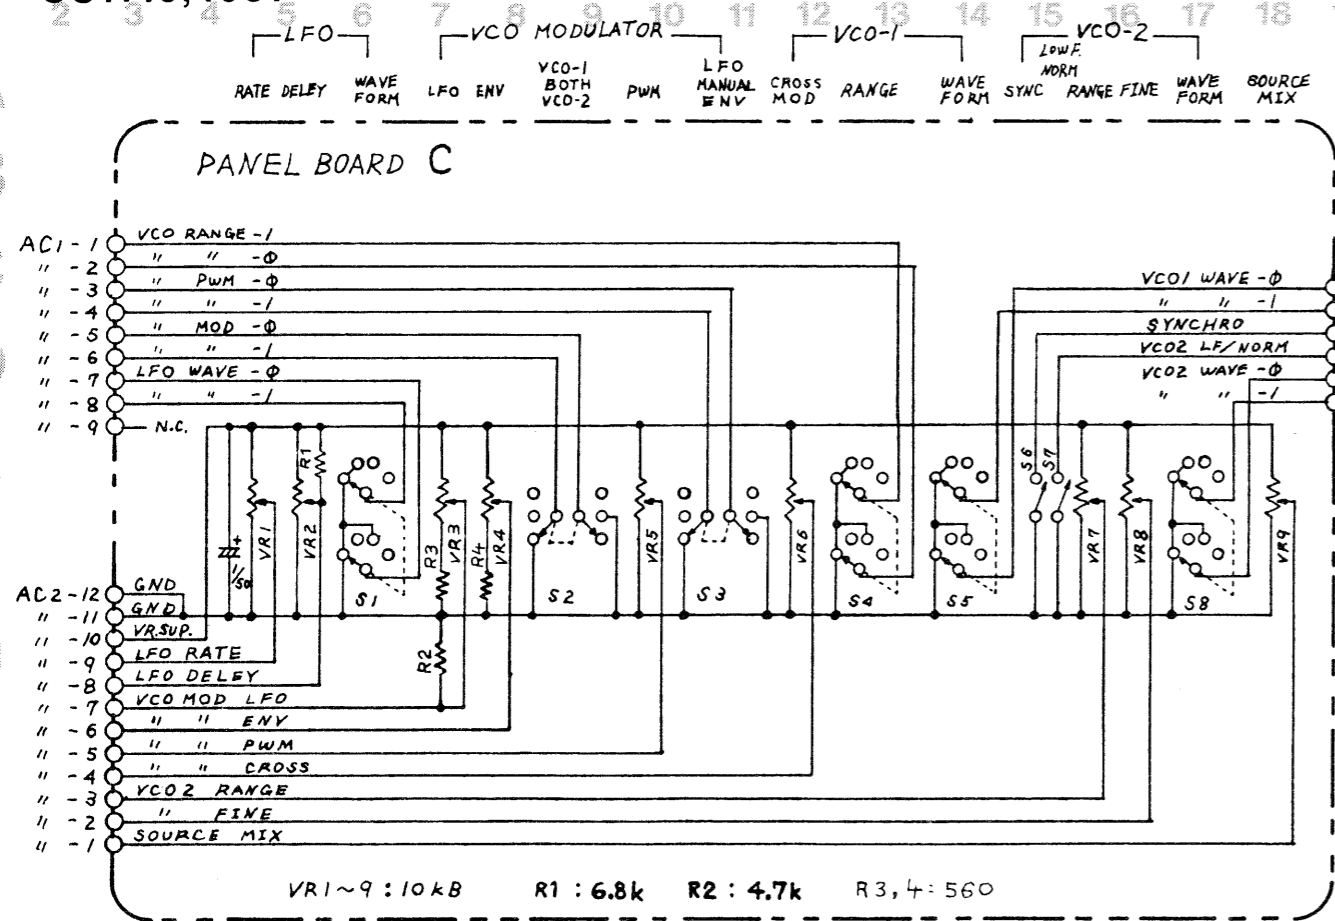 2 3 4 5 6 7 8 9 10 11 12 13 14 15 16 17 18
LFO VCO MODULATOR VCO-1 VCO-2
RATE DELEY WAVE FORM LFO ENV VCO-1 BOTH VCO-2 PWM LFO MANUAL ENV CROSS MOD RANGE WAVE FORM SYNC LOW F. NORM RANGE FINE WAVE FORM SOURCE MIX
PANEL BOARD C
AC1-1 VCO RANGE -1
" -2 " " -Φ
" -3 " PWM -Φ
" -4 " " -1
" -5 " MOD -Φ
" -6 " " -1
" -7 LFO WAVE -Φ
" -8 " " -1
" -9 N.C.
VCO1 WAVE -Φ
" " -1
SYNCHRO
VCO2 LF/NORM
VCO2 WAVE -Φ
" " -1
R1 S6 S7
+ 1/50 VR1 VR2 S1 R3 VR3 R4 VR4 S2 VR5 S3 VR6 S4 S5 VR7 VR8 S8 VR9
R2
AC2-12 GND
" -11 GND
" -10 VR.SUP.
" -9 LFO RATE
" -8 LFO DELEY
" -7 VCO MOD LFO
" -6 " " ENV
" -5 " " PWM
" -4 " " CROSS
" -3 VCO2 RANGE
" -2 " FINE
" -1 SOURCE MIX
VR1~9:10kB R1:6.8k R2:4.7k R3,4:560